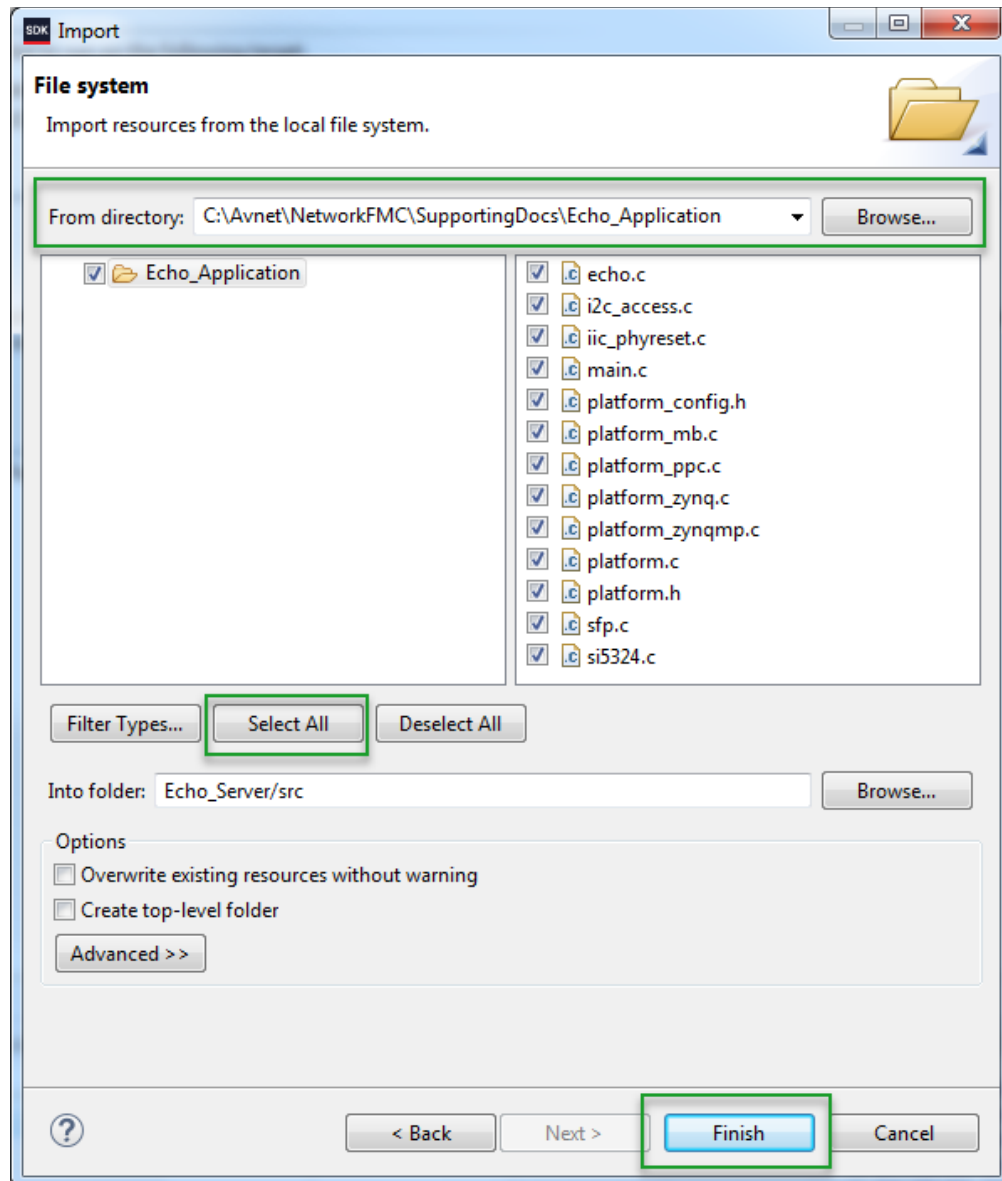 SDK Import
File system
Import resources from the local file system.
From directory: C:\Avnet\NetworkFMC\SupportingDocs\Echo_Application Browse...
Echo_Application
.c echo.c
.c i2c_access.c
.c iic_phyreset.c
.c main.c
.c platform_config.h
.c platform_mb.c
.c platform_ppc.c
.c platform_zynq.c
.c platform_zynqmp.c
.c platform.c
.c platform.h
.c sfp.c
.c si5324.c
Filter Types... Select All Deselect All
Into folder: Echo_Server/src Browse...
Options
Overwrite existing resources without warning
Create top-level folder
Advanced >>
? < Back Next > Finish Cancel